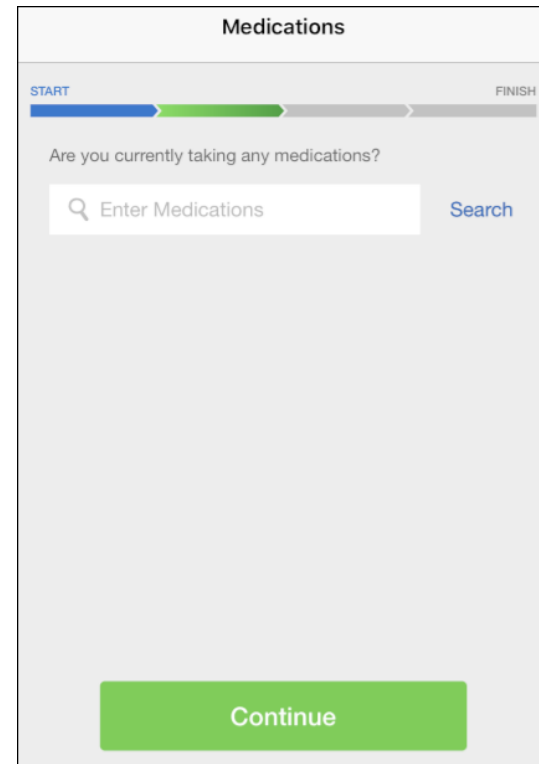 Medications
START FINISH
Are you currently taking any medications?
Enter Medications Search
Continue